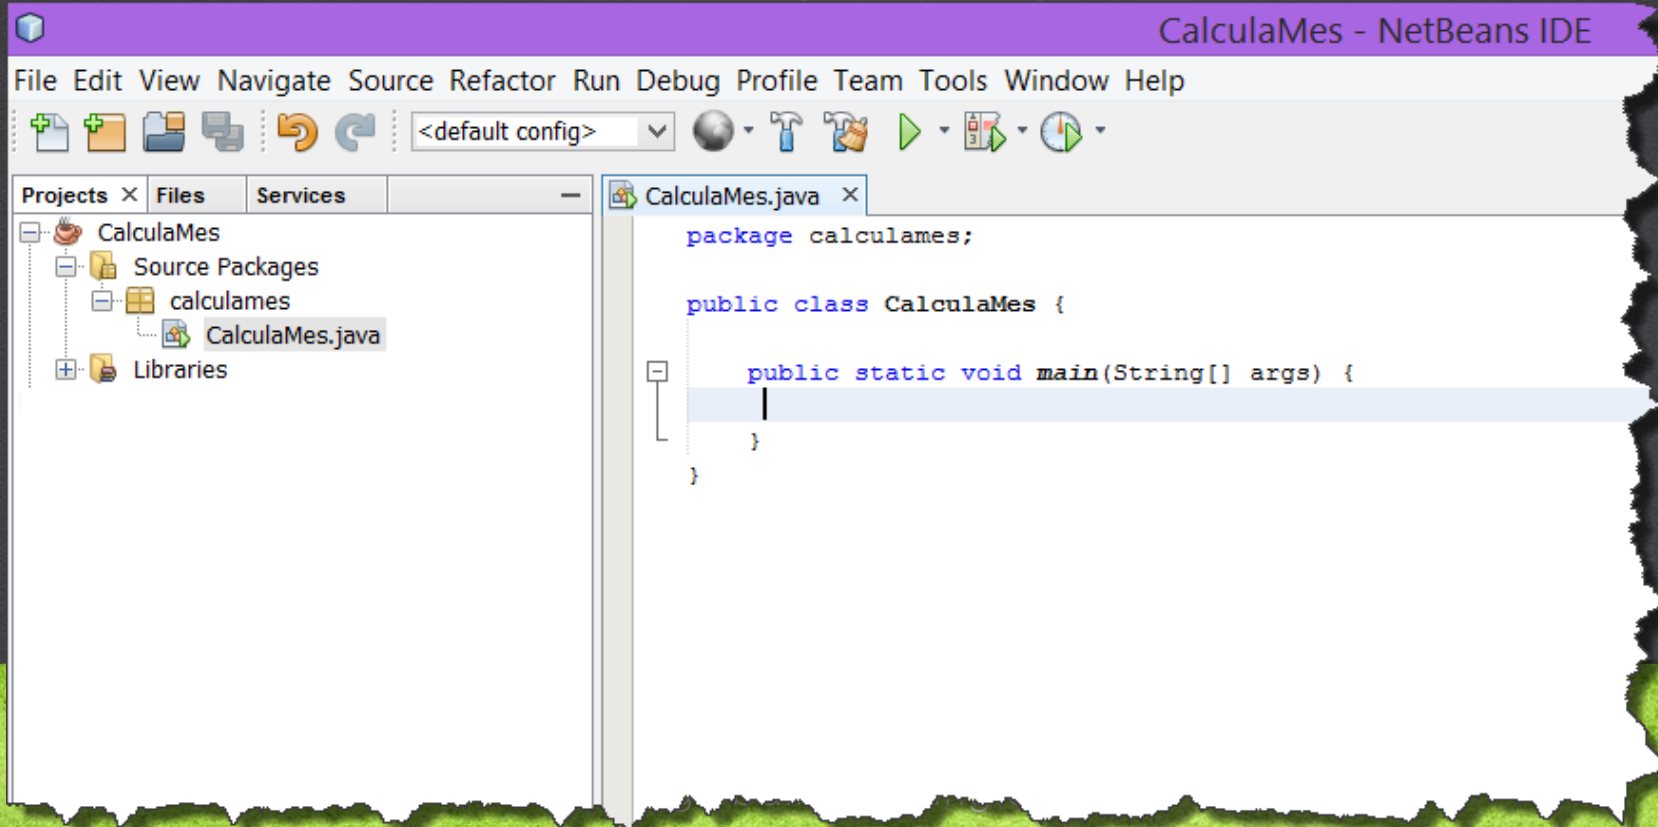 CalculaMes - NetBeans IDE
File Edit View Navigate Source Refactor Run Debug Profile Team Tools Window Help
<default config>
Projects Files Services
CalculaMes
Source Packages
calculames
CalculaMes.java
Libraries
CalculaMes.java
package calculames;
public class CalculaMes {
public static void main(String[] args) {
}
}